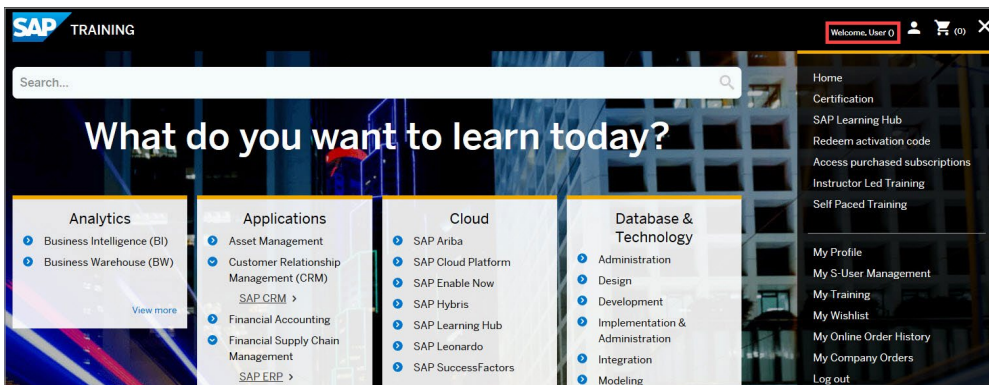 SAP TRAINING
Welcome, User ()
(0)
Search...
What do you want to learn today?
Analytics
Business Intelligence (BI)
Business Warehouse (BW)
View more
Applications
Asset Management
Customer Relationship
Management (CRM)
SAP CRM >
Financial Accounting
Financial Supply Chain
Management
SAP ERP >
Cloud
SAP Ariba
SAP Cloud Platform
SAP Enable Now
SAP Hybris
SAP Learning Hub
SAP Leonardo
SAP SuccessFactors
Database &
Technology
Administration
Design
Development
Implementation &
Administration
Integration
Modeling
Home
Certification
SAP Learning Hub
Redeem activation code
Access purchased subscriptions
Instructor Led Training
Self Paced Training
My Profile
My S-User Management
My Training
My Wishlist
My Online Order History
My Company Orders
Log out